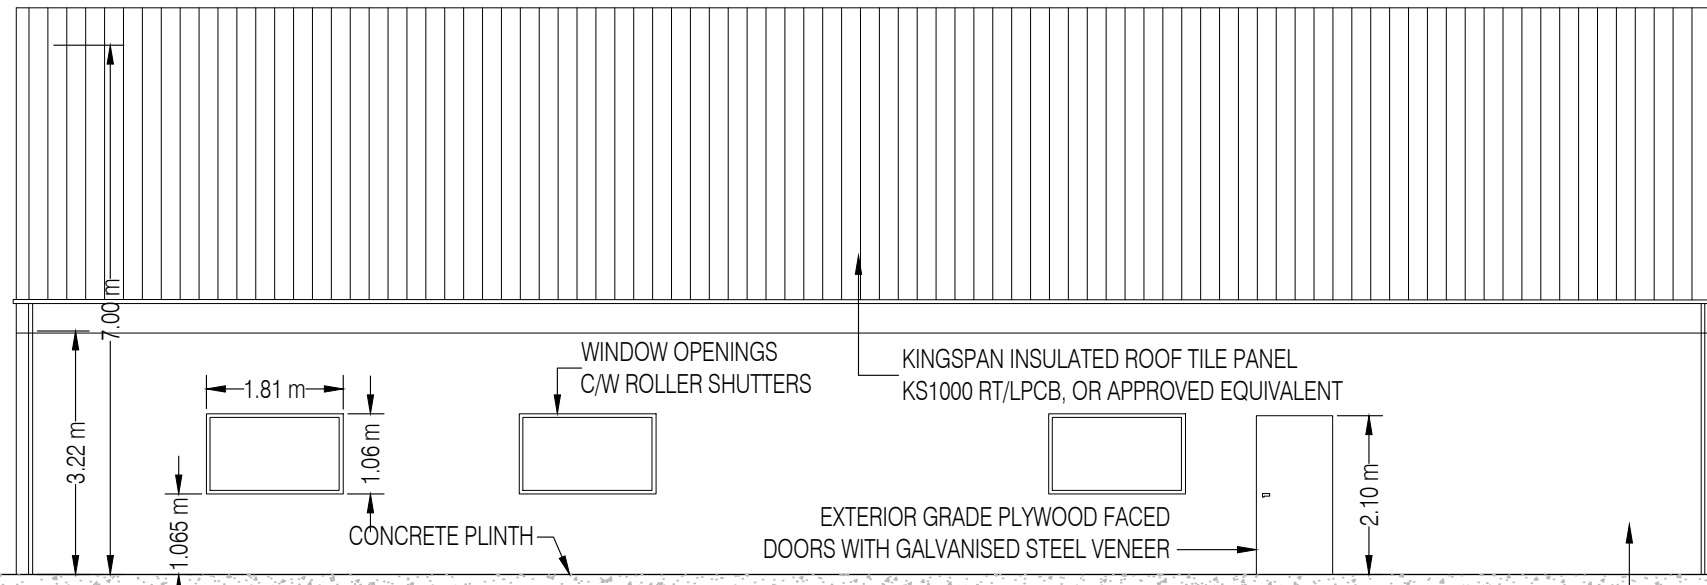 7.00 m
WINDOW OPENINGS
C/W ROLLER SHUTTERS
KINGSPAN INSULATED ROOF TILE PANEL
KS1000 RT/LPCB, OR APPROVED EQUIVALENT
1.81 m
3.22 m
1.06 m
2.10 m
1.065 m
CONCRETE PLINTH
EXTERIOR GRADE PLYWOOD FACED
DOORS WITH GALVANISED STEEL VENEER